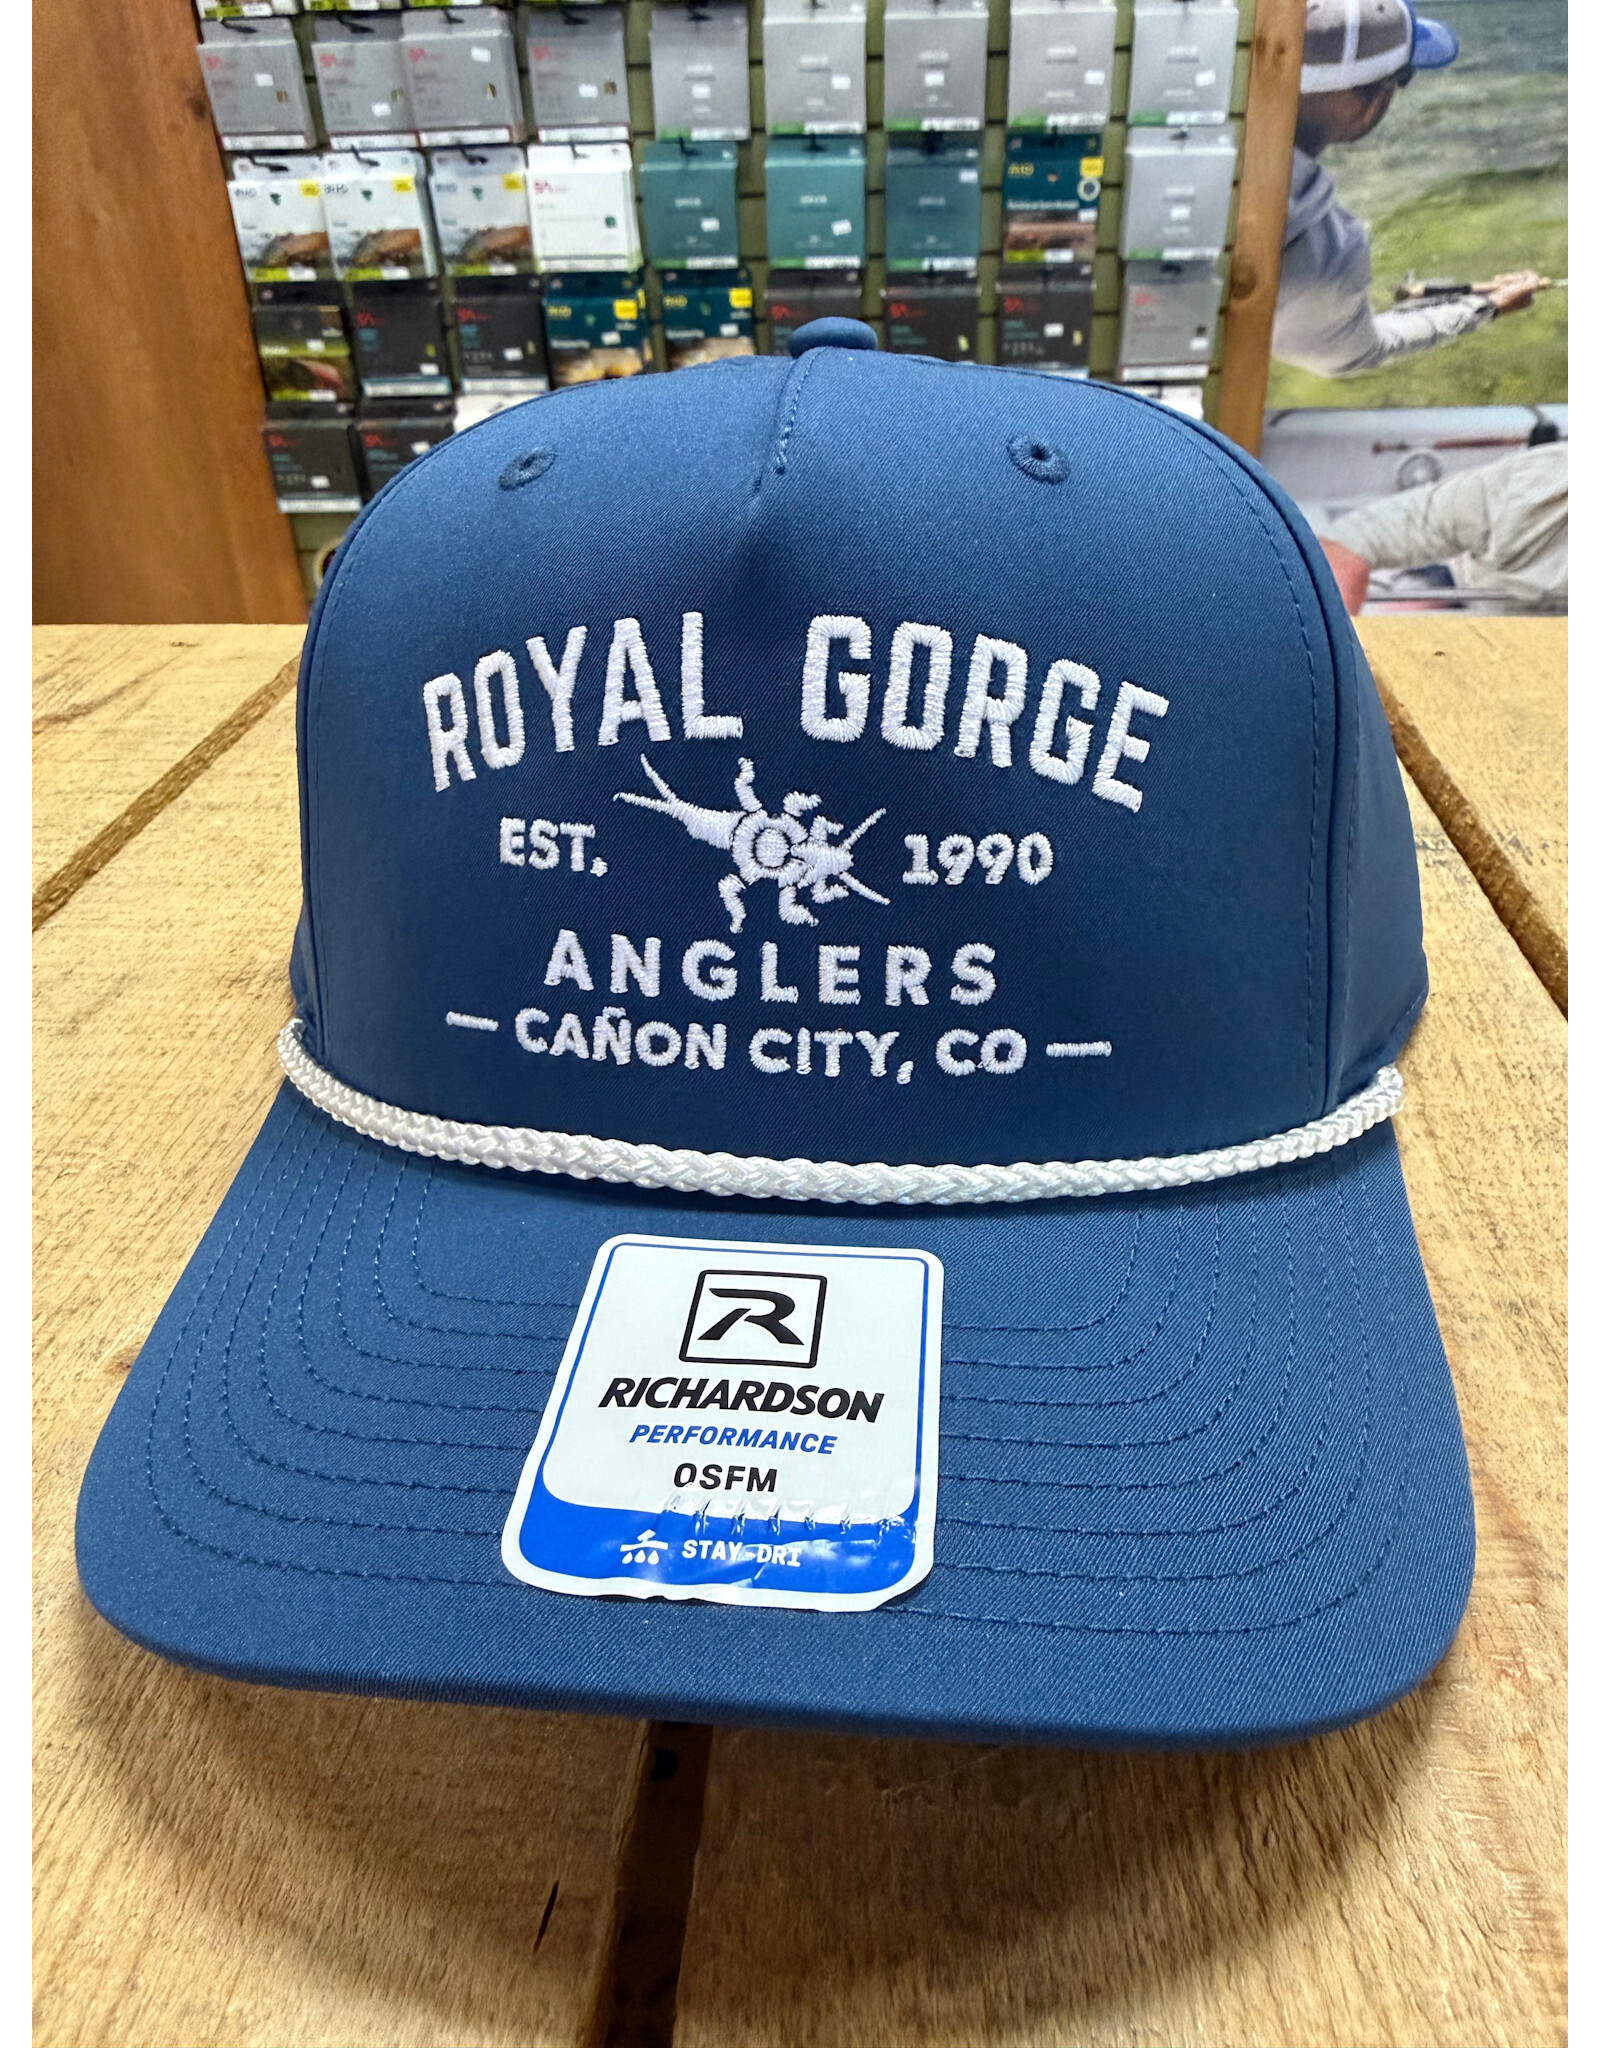 ROYAL GORGE
EST. 1990
ANGLERS
— CAÑON CITY, CO —
R
RICHARDSON
PERFORMANCE
OSFM
STAY-DRI